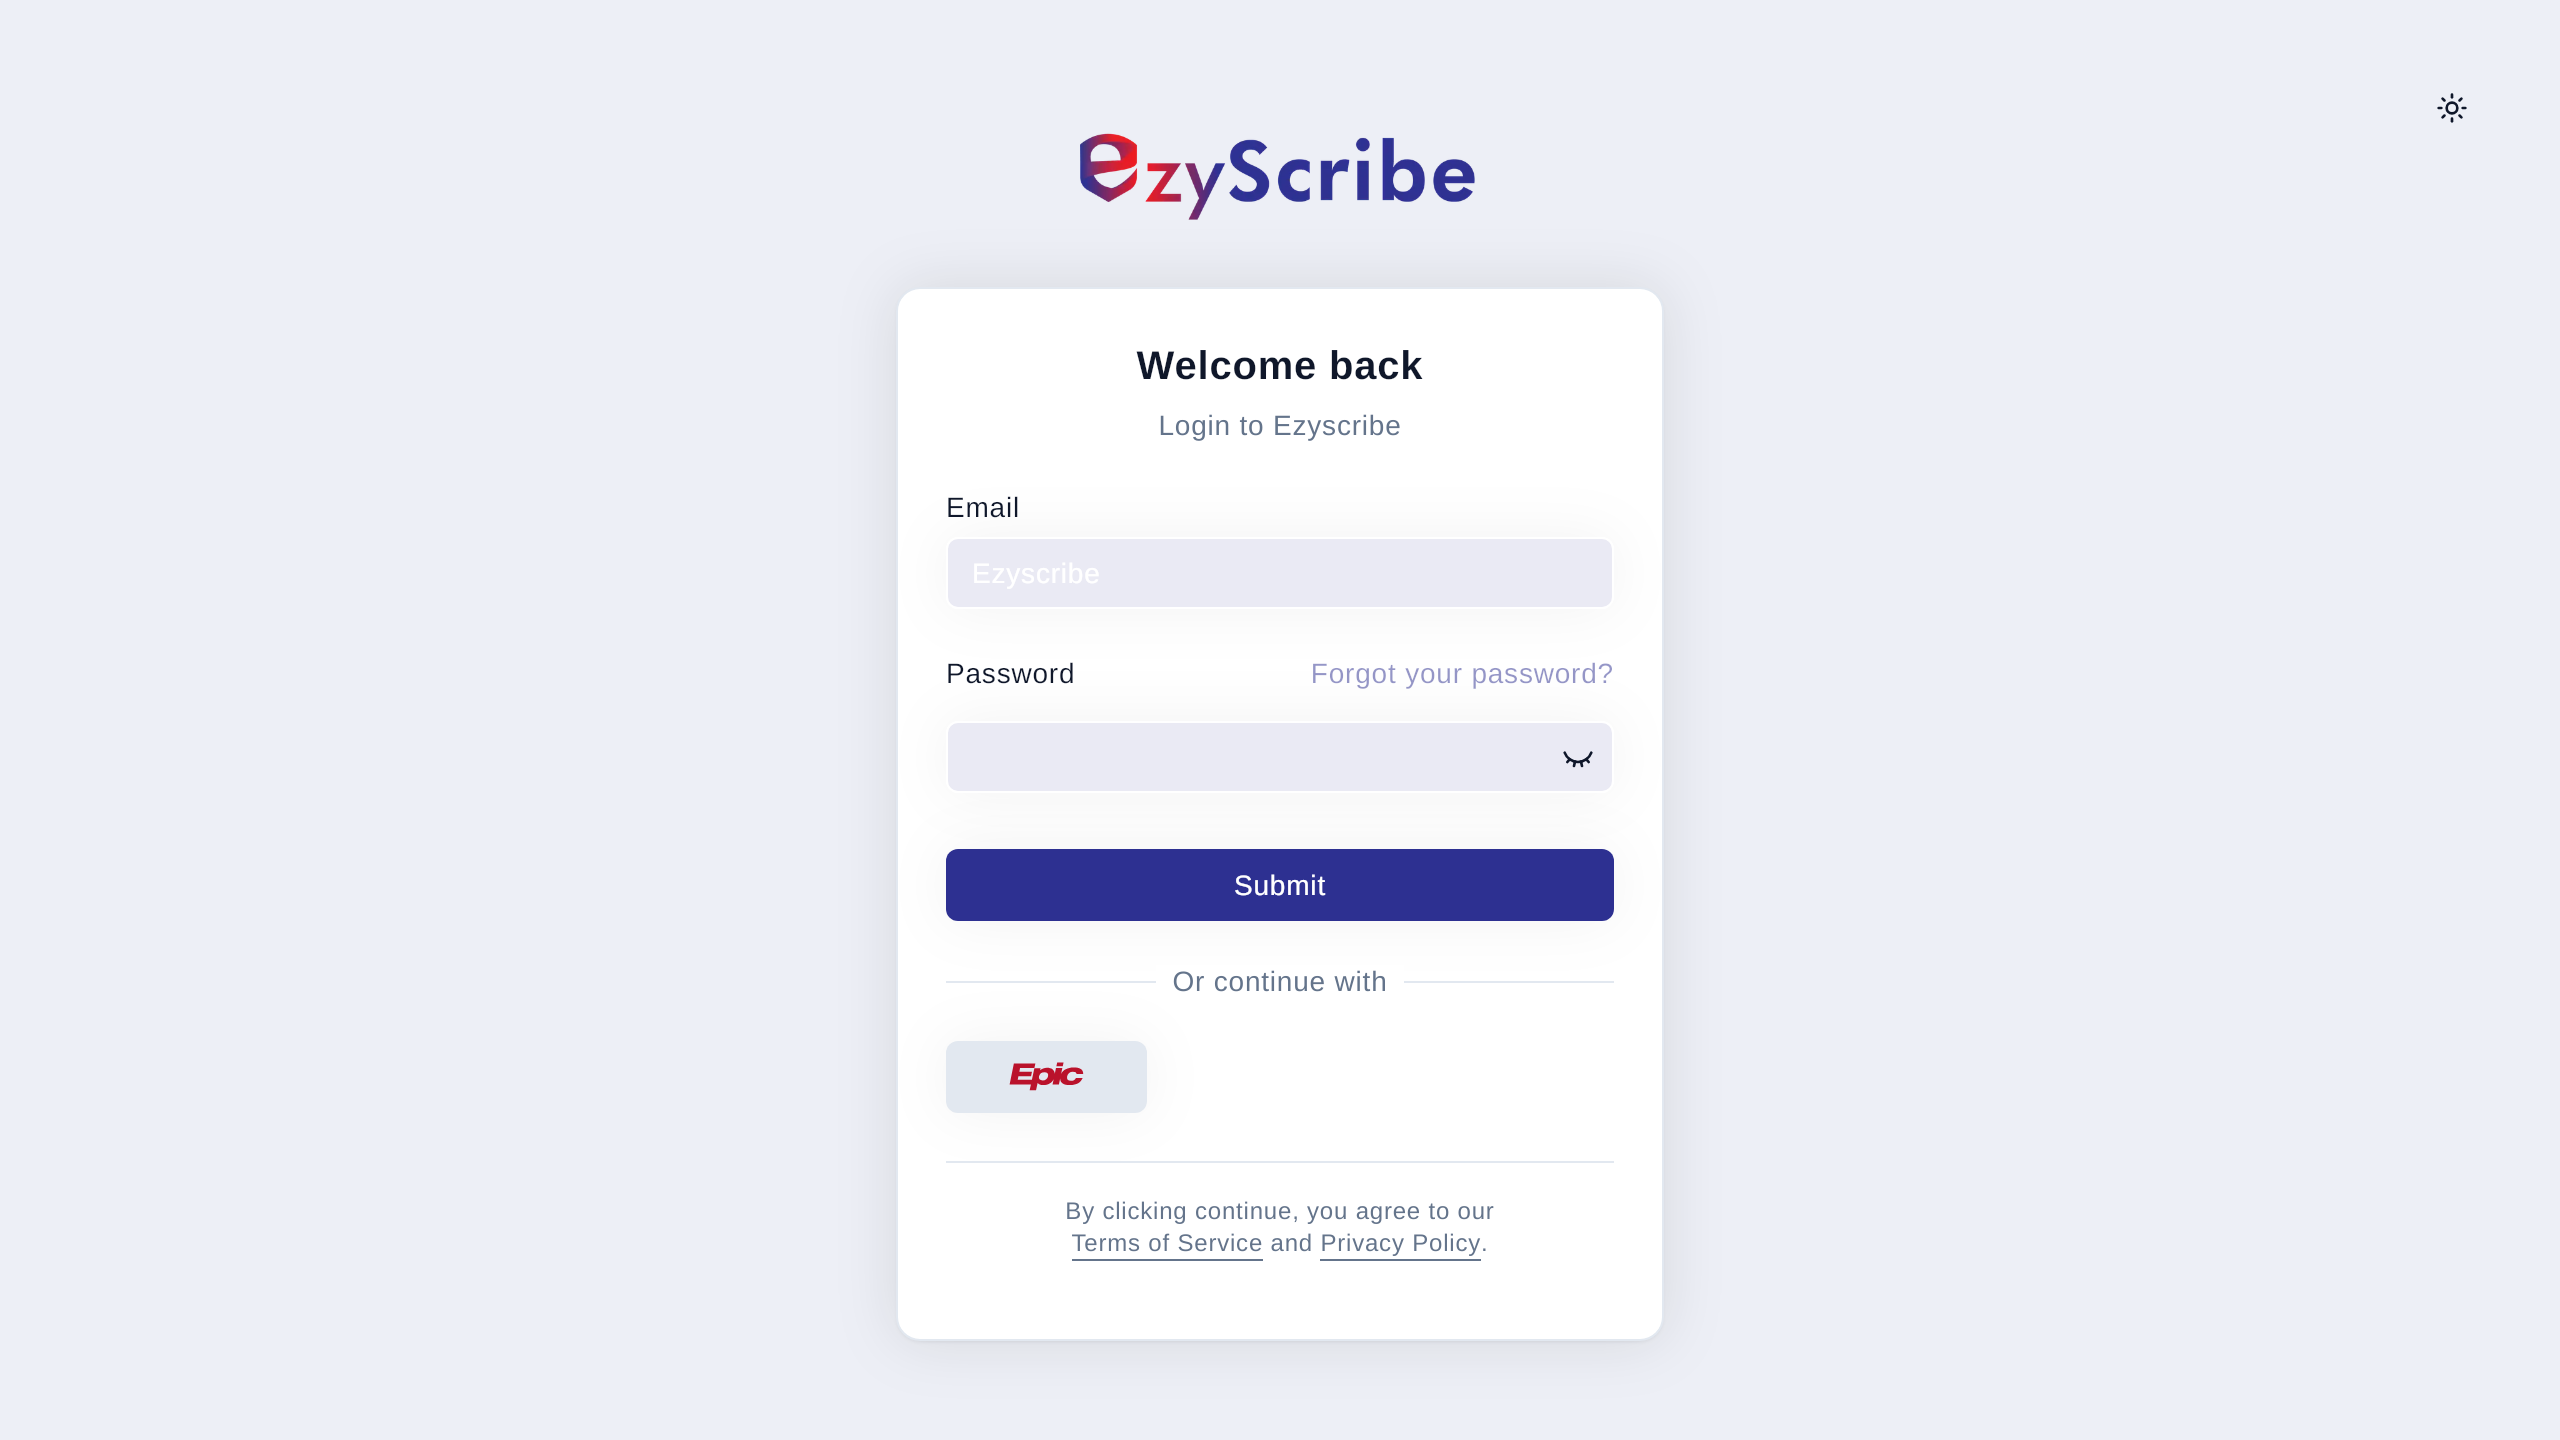 EzyScribe
Welcome back
Login to Ezyscribe
Email
Ezyscribe
Password
Forgot your password?
Submit
Or continue with
Epic
By clicking continue, you agree to our
Terms of Service and Privacy Policy.